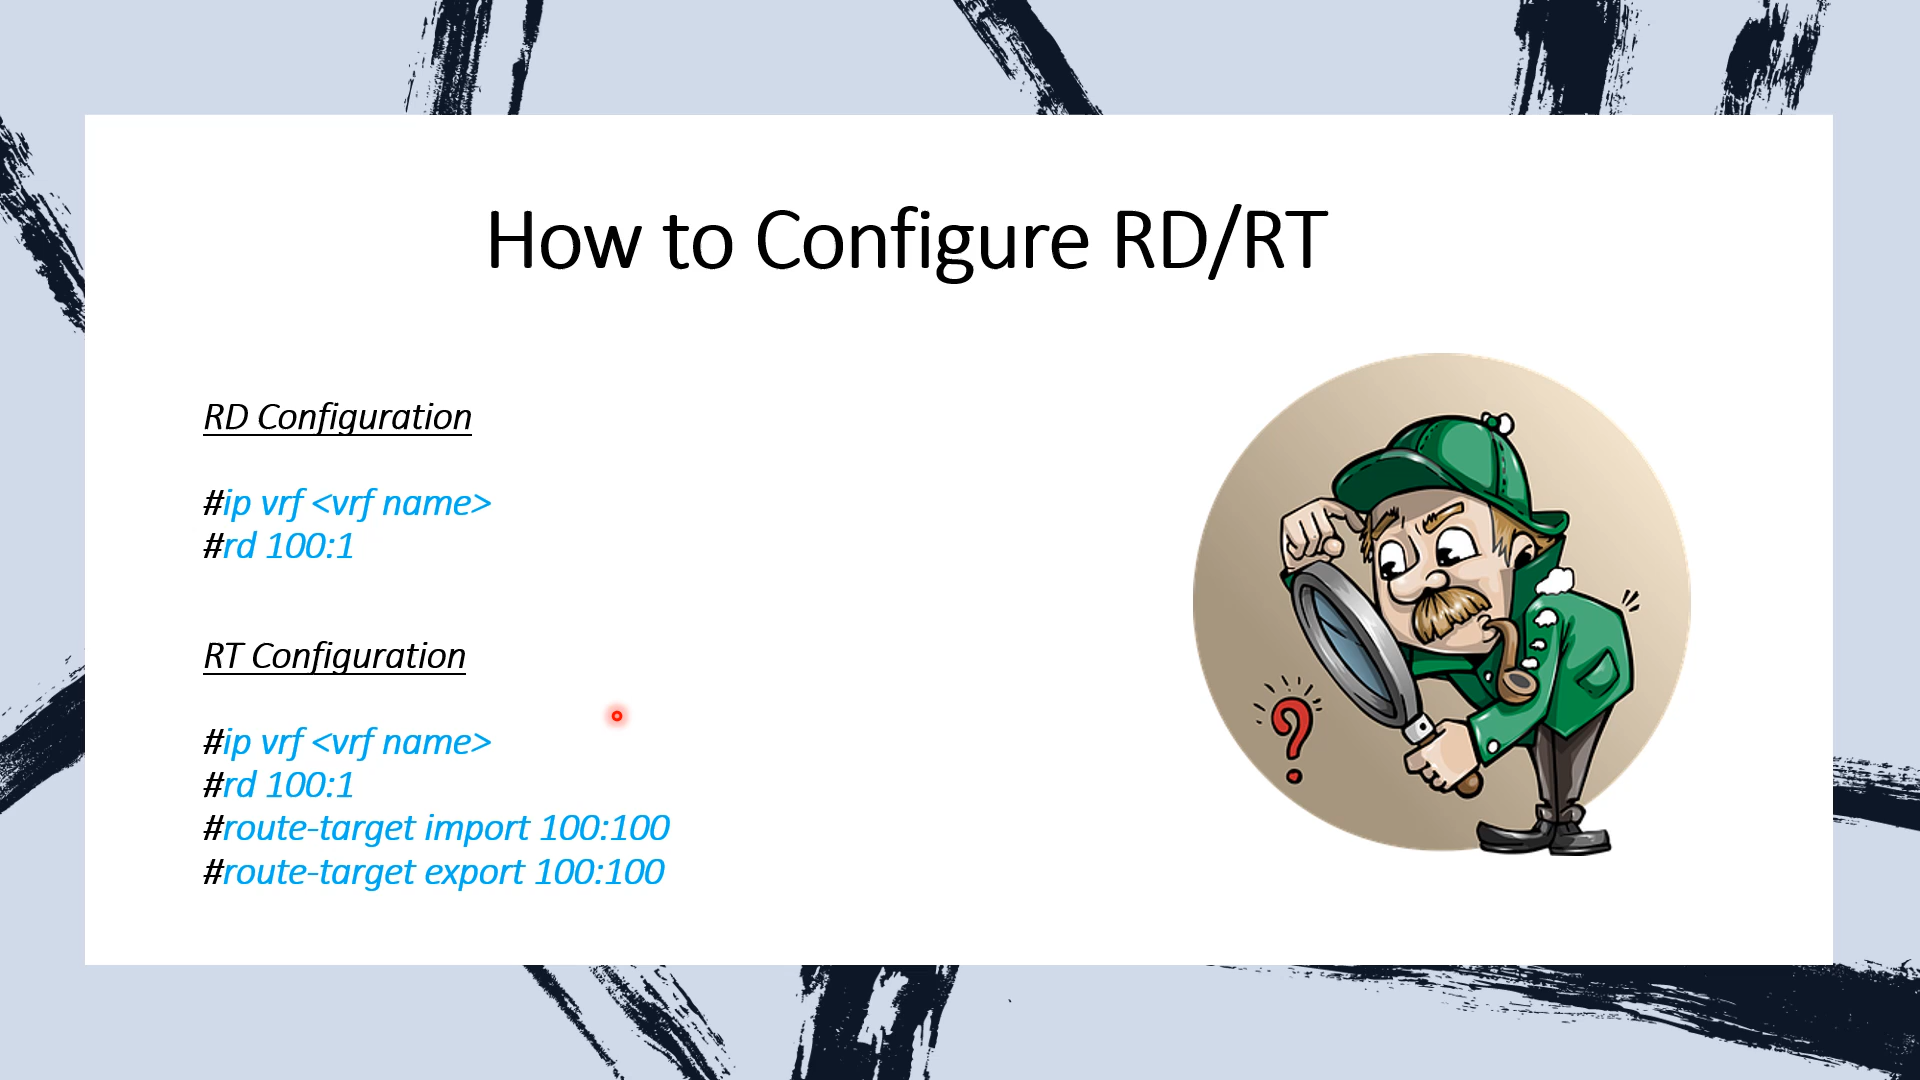 How to Configure RD/RT
RD Configuration
#ip vrf <vrf name>
#rd 100:1
RT Configuration
#ip vrf <vrf name>
#rd 100:1
#route-target import 100:100
#route-target export 100:100
?